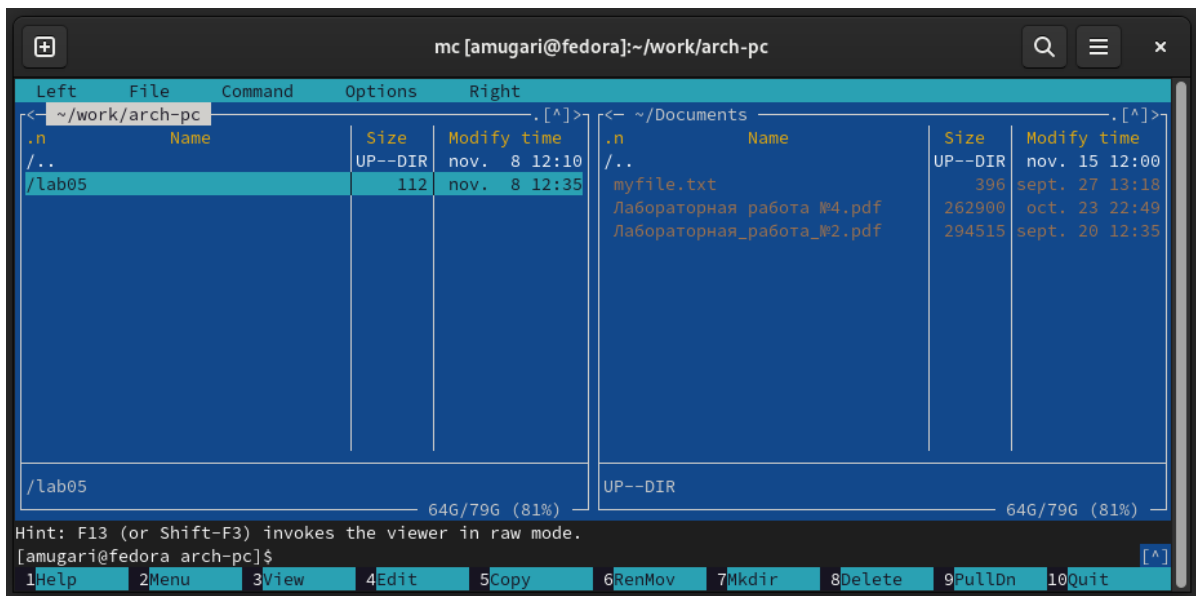 mc [amugari@fedora]:~/work/arch-pc
Left File Command Options Right
<─ ~/work/arch-pc ─.[^]>
.n Name Size Modify time
/.. UP--DIR nov. 8 12:10
/lab05 112 nov. 8 12:35
/lab05
64G/79G (81%)
<─ ~/Documents ─.[^]>
.n Name Size Modify time
/.. UP--DIR nov. 15 12:00
myfile.txt 396 sept. 27 13:18
Лабораторная работа №4.pdf 262900 oct. 23 22:49
Лабораторная_работа_№2.pdf 294515 sept. 20 12:35
UP--DIR
64G/79G (81%)
Hint: F13 (or Shift-F3) invokes the viewer in raw mode.
[amugari@fedora arch-pc]$ [^]
1Help 2Menu 3View 4Edit 5Copy 6RenMov 7Mkdir 8Delete 9PullDn 10Quit